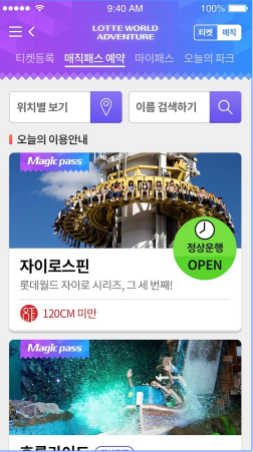 9:40 AM
100%
LOTTE WORLD
ADVENTURE
티켓
매직
티켓등록 매직패스 예약 마이패스 오늘의 파크
위치별 보기
이름 검색하기
오늘의 이용안내
Magic pass
정상운행
OPEN
자이로스핀
롯데월드 자이로 시리즈, 그 세 번째!
120CM 미만
Magic pass